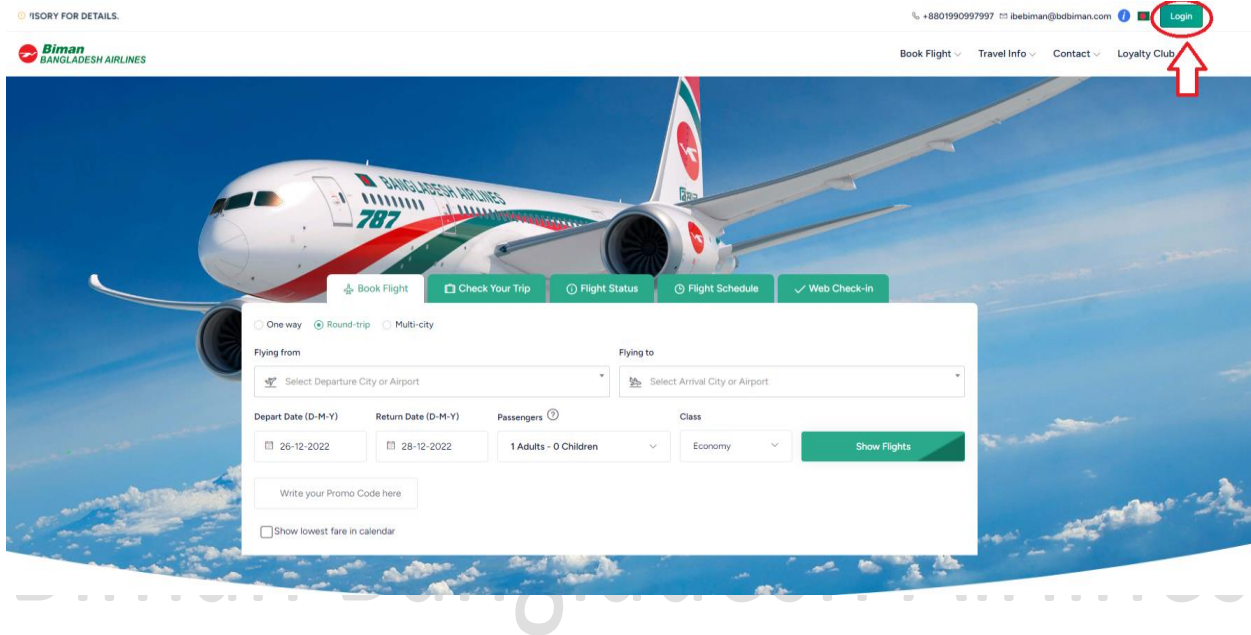 'ISORY FOR DETAILS.
+8801990997997 ibebiman@bdbiman.com i Login
Biman
BANGLADESH AIRLINES
Book Flight Travel Info Contact Loyalty Club
BANGLADESH AIRLINES
787
Book Flight Check Your Trip Flight Status Flight Schedule Web Check-in
One way Round-trip Multi-city
Flying from Flying to
Select Departure City or Airport Select Arrival City or Airport
Depart Date (D-M-Y) Return Date (D-M-Y) Passengers ? Class
26-12-2022 28-12-2022 1 Adults - 0 Children Economy Show Flights
Write your Promo Code here
Show lowest fare in calendar
Biman Bangladesh Airlines